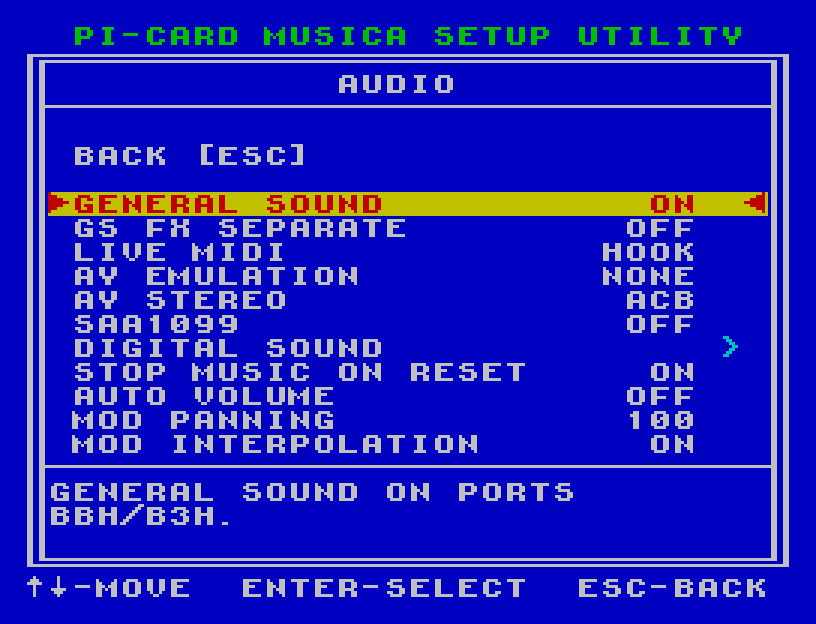 PI-CARD MUSICA SETUP UTILITY
AUDIO
BACK [ESC]
GENERAL SOUND ON
GS FX SEPARATE OFF
LIVE MIDI HOOK
AY EMULATION NONE
AY STEREO ACB
SAA1099 OFF
DIGITAL SOUND >
STOP MUSIC ON RESET ON
AUTO VOLUME OFF
MOD PANNING 100
MOD INTERPOLATION ON
GENERAL SOUND ON PORTS
BBH/B3H.
↑↓-MOVE ENTER-SELECT ESC-BACK